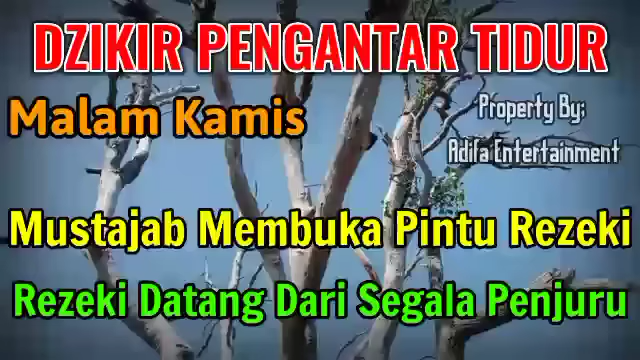 DZIKIR PENGANTAR TIDUR
Malam Kamis
Property By;
Adifa Entertainment
Mustajab Membuka Pintu Rezeki
Rezeki Datang Dari Segala Penjuru